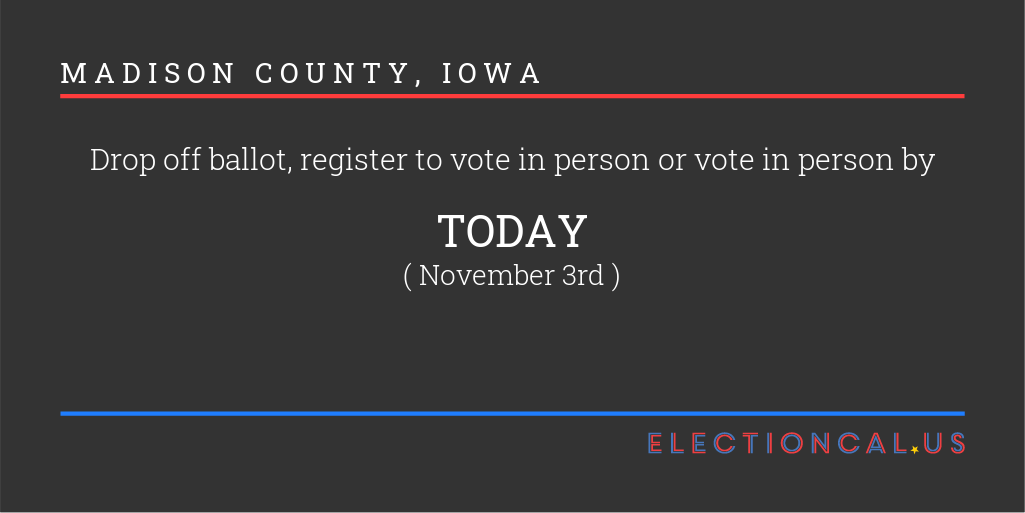 MADISON COUNTY, IOWA
Drop off ballot, register to vote in person or vote in person by
TODAY
( November 3rd )
ELECTIONCAL.US